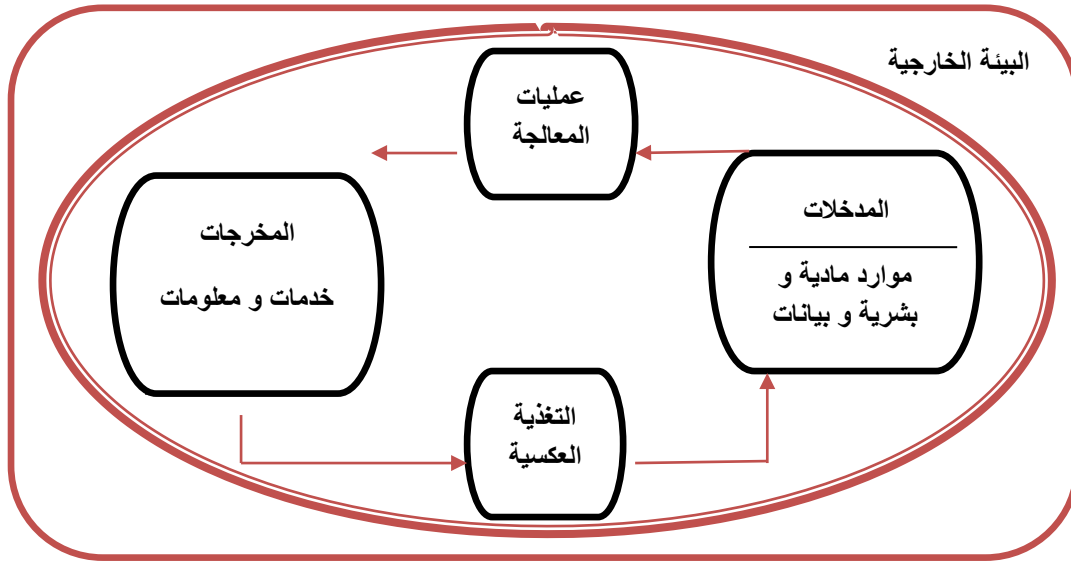 البيئة الخارجية
عمليات
المعالجة
المدخلات
موارد مادية و
بشرية و بيانات
المخرجات
خدمات و معلومات
التغذية
العكسية